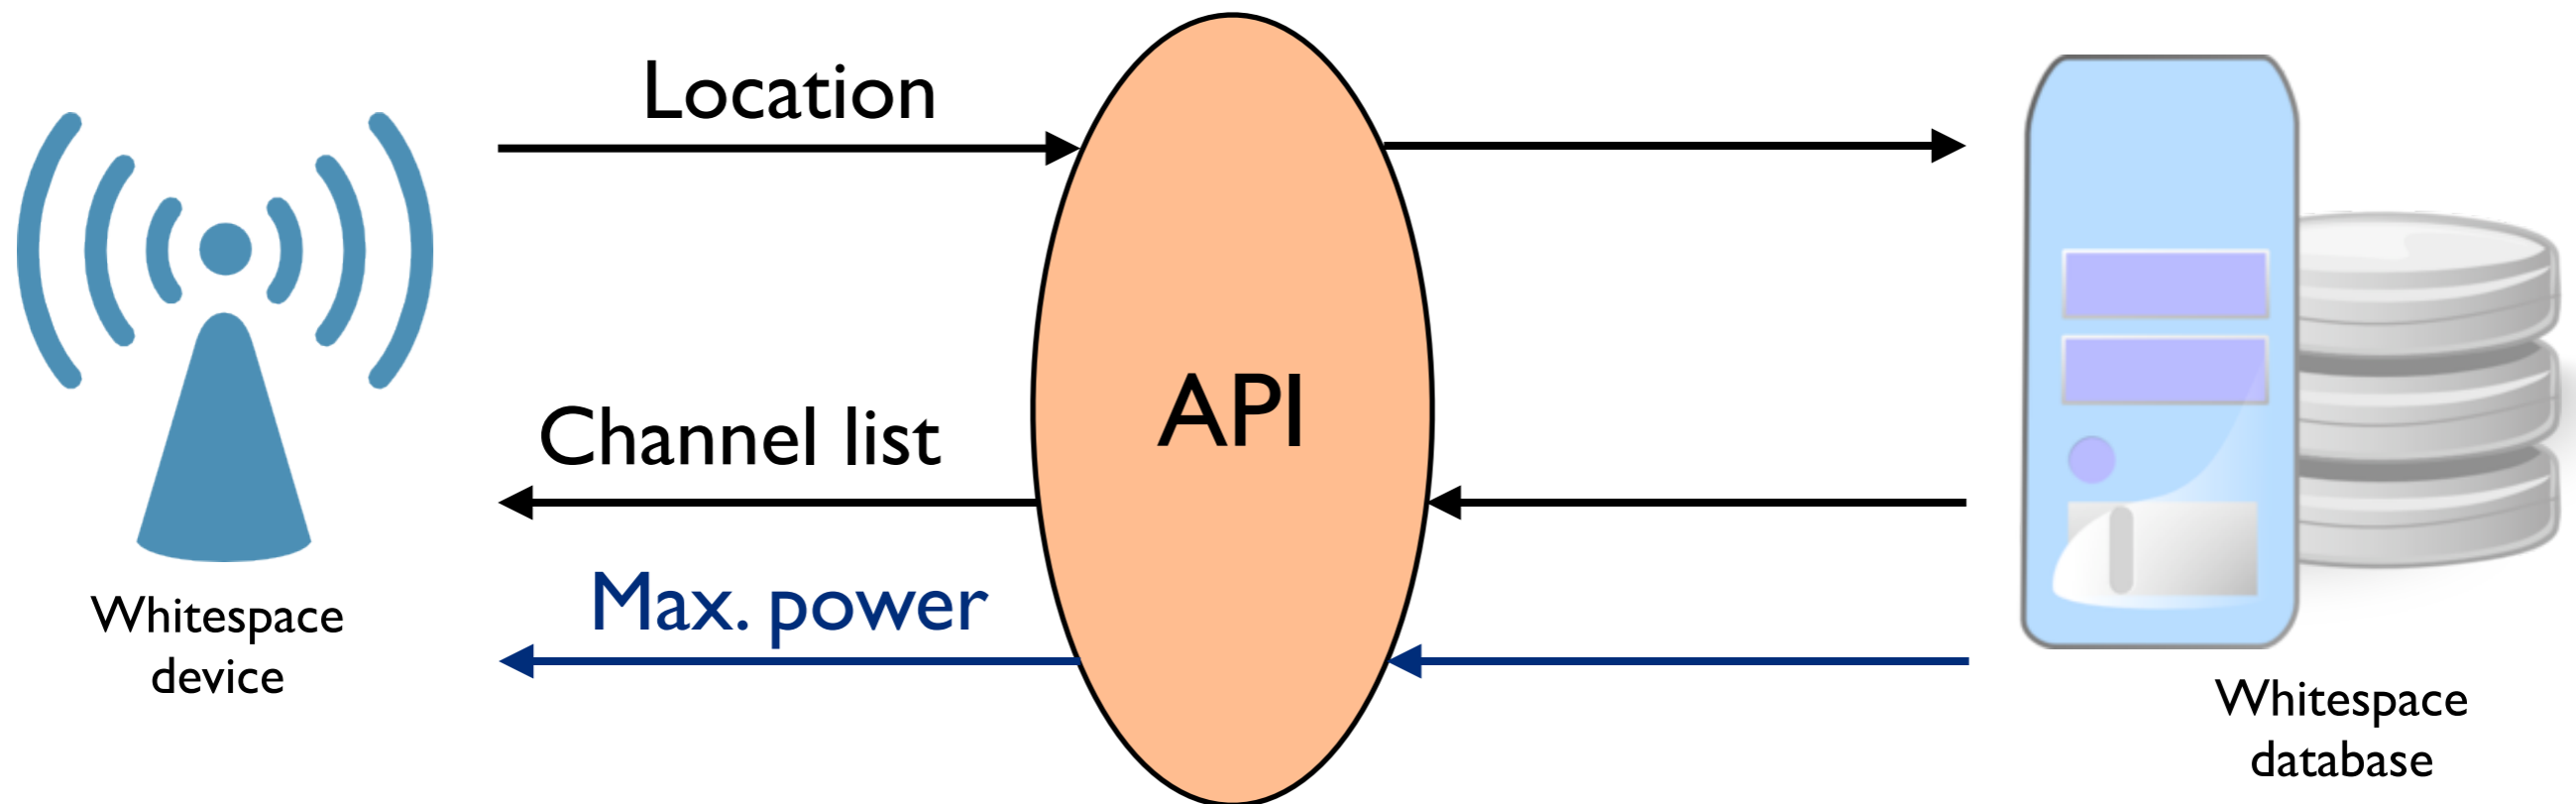 Location
API
Channel list
Max. power
Whitespace
device
Whitespace
database